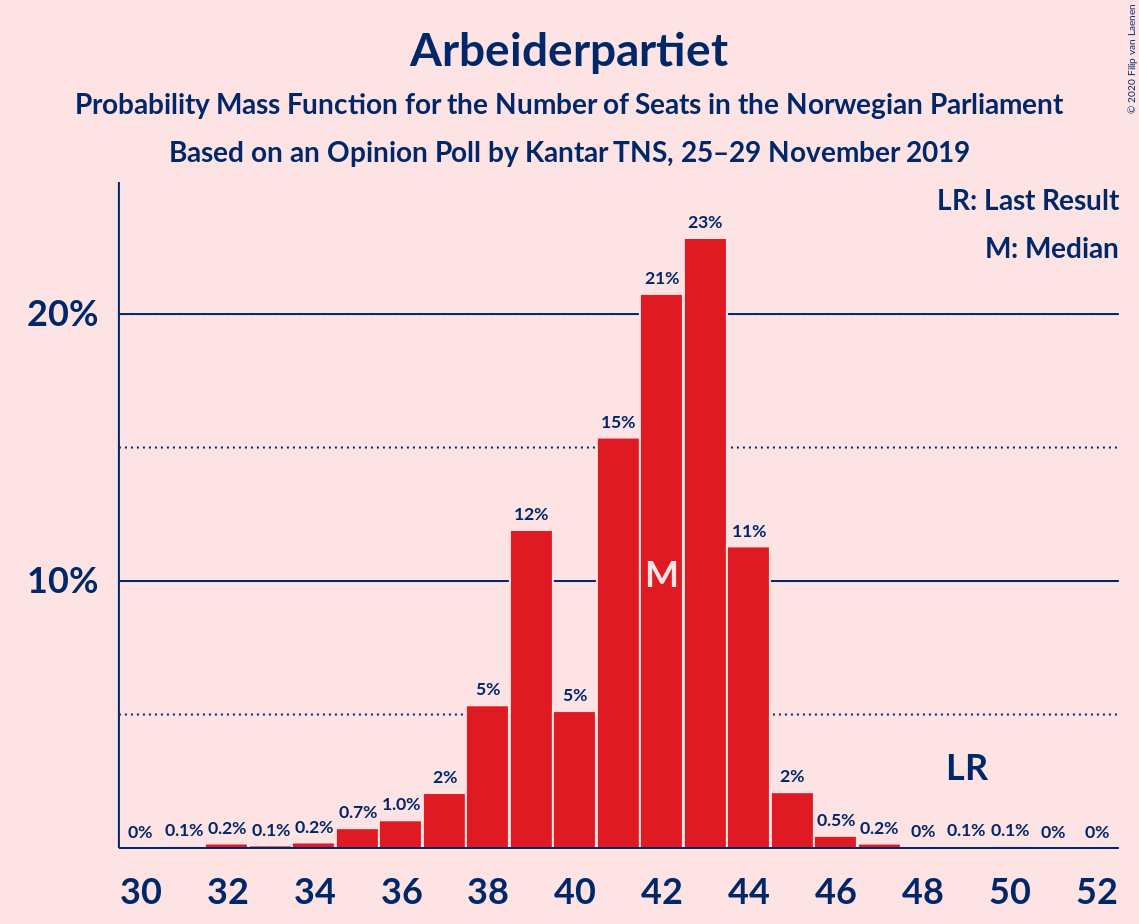 Arbeiderpartiet
Probability Mass Function for the Number of Seats in the Norwegian Parliament
Based on an Opinion Poll by Kantar TNS, 25–29 November 2019
© 2020 Filip van Laenen
LR: Last Result
M: Median
20%
10%
0% 0.1% 0.2% 0.1% 0.2% 0.7% 1.0% 2% 5% 12% 5% 15% 21% 23% 11% 2% 0.5% 0.2% 0% 0.1% 0.1% 0% 0%
M
LR
30 32 34 36 38 40 42 44 46 48 50 52